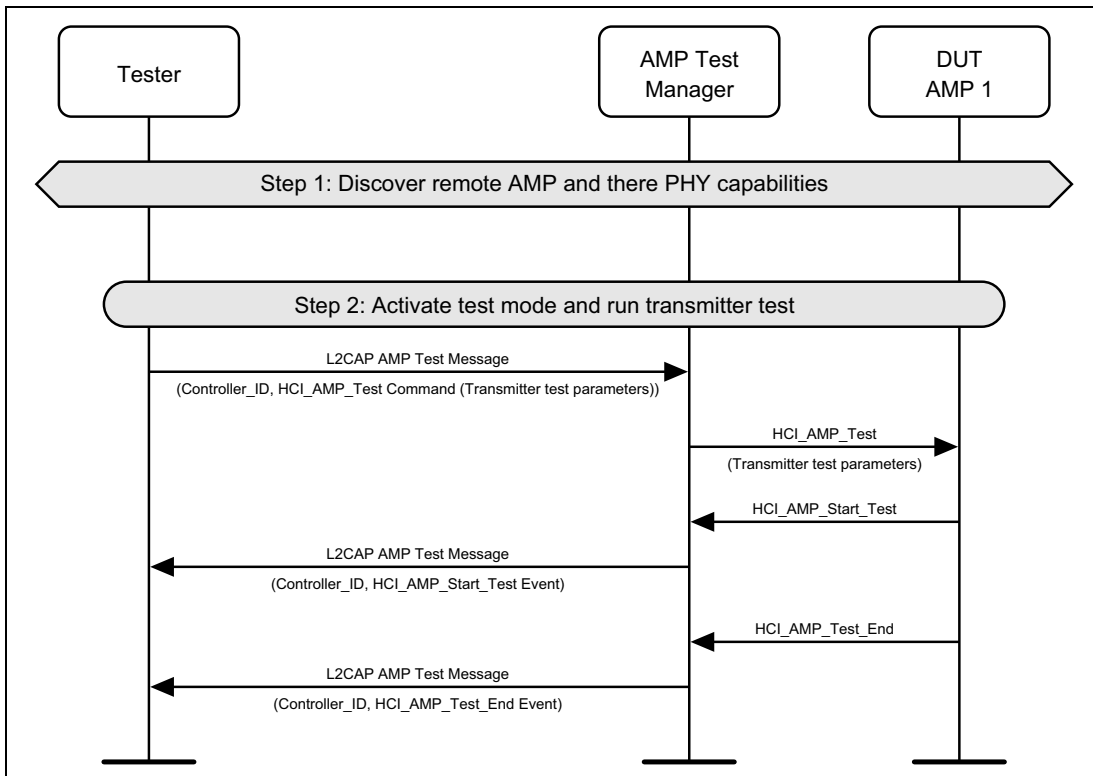 Tester
AMP Test
Manager
DUT
AMP 1
Step 1: Discover remote AMP and there PHY capabilities
Step 2: Activate test mode and run transmitter test
L2CAP AMP Test Message
(Controller_ID, HCI_AMP_Test Command (Transmitter test parameters))
HCI_AMP_Test
(Transmitter test parameters)
HCI_AMP_Start_Test
L2CAP AMP Test Message
(Controller_ID, HCI_AMP_Start_Test Event)
HCI_AMP_Test_End
L2CAP AMP Test Message
(Controller_ID, HCI_AMP_Test_End Event)